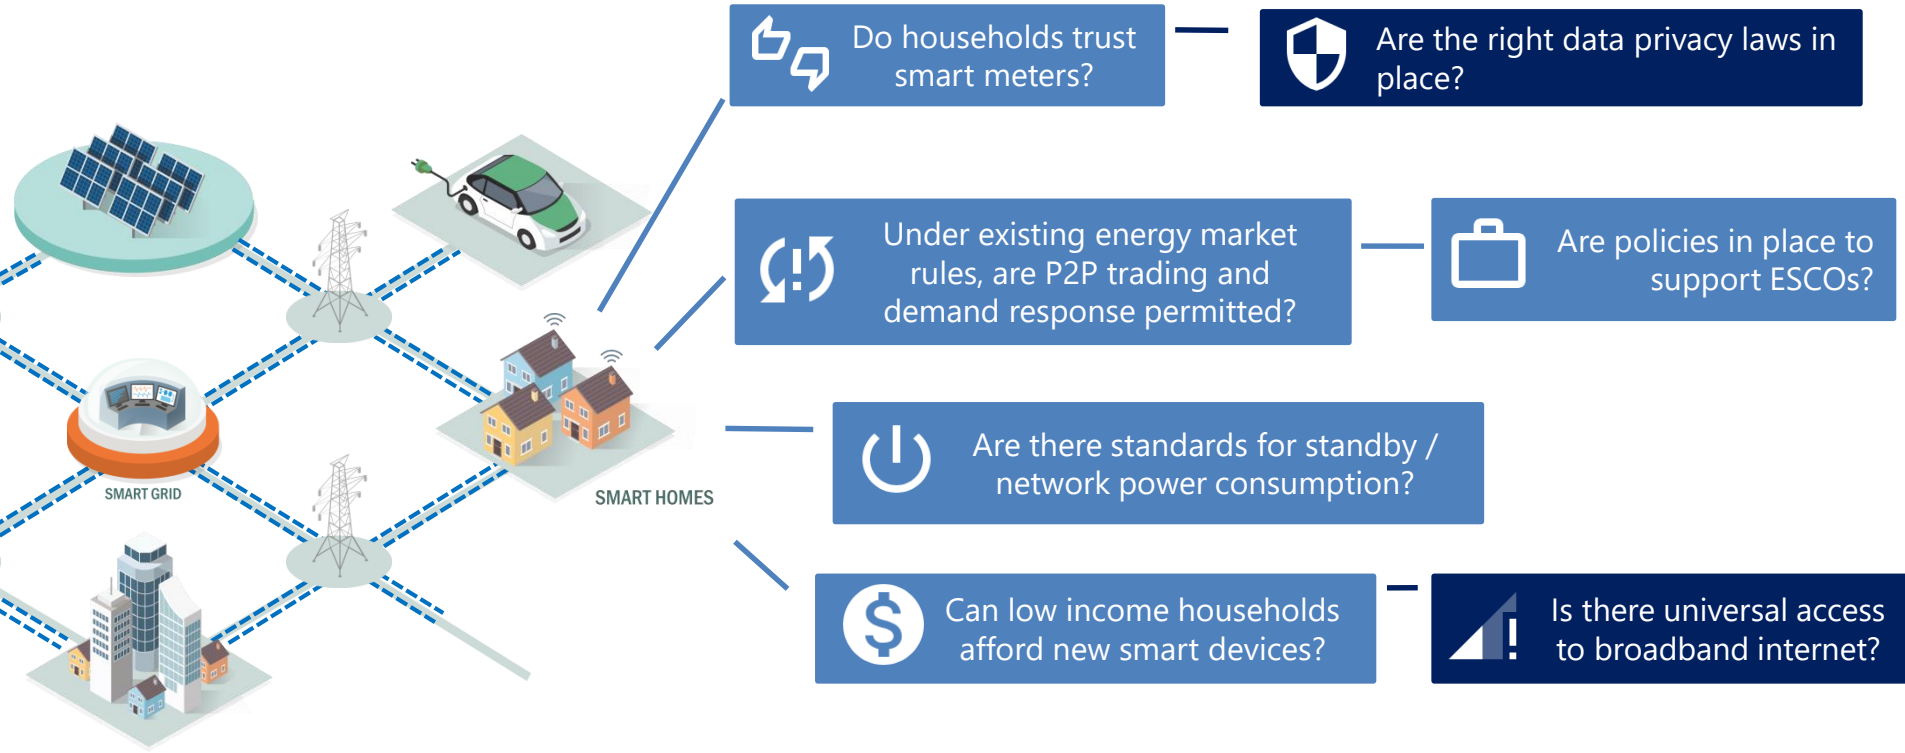 Do households trust
smart meters?
Are the right data privacy laws in
place?
Under existing energy market
rules, are P2P trading and
demand response permitted?
Are policies in place to
support ESCOs?
Are there standards for standby /
network power consumption?
Can low income households
afford new smart devices?
Is there universal access
to broadband internet?
SMART GRID
SMART HOMES